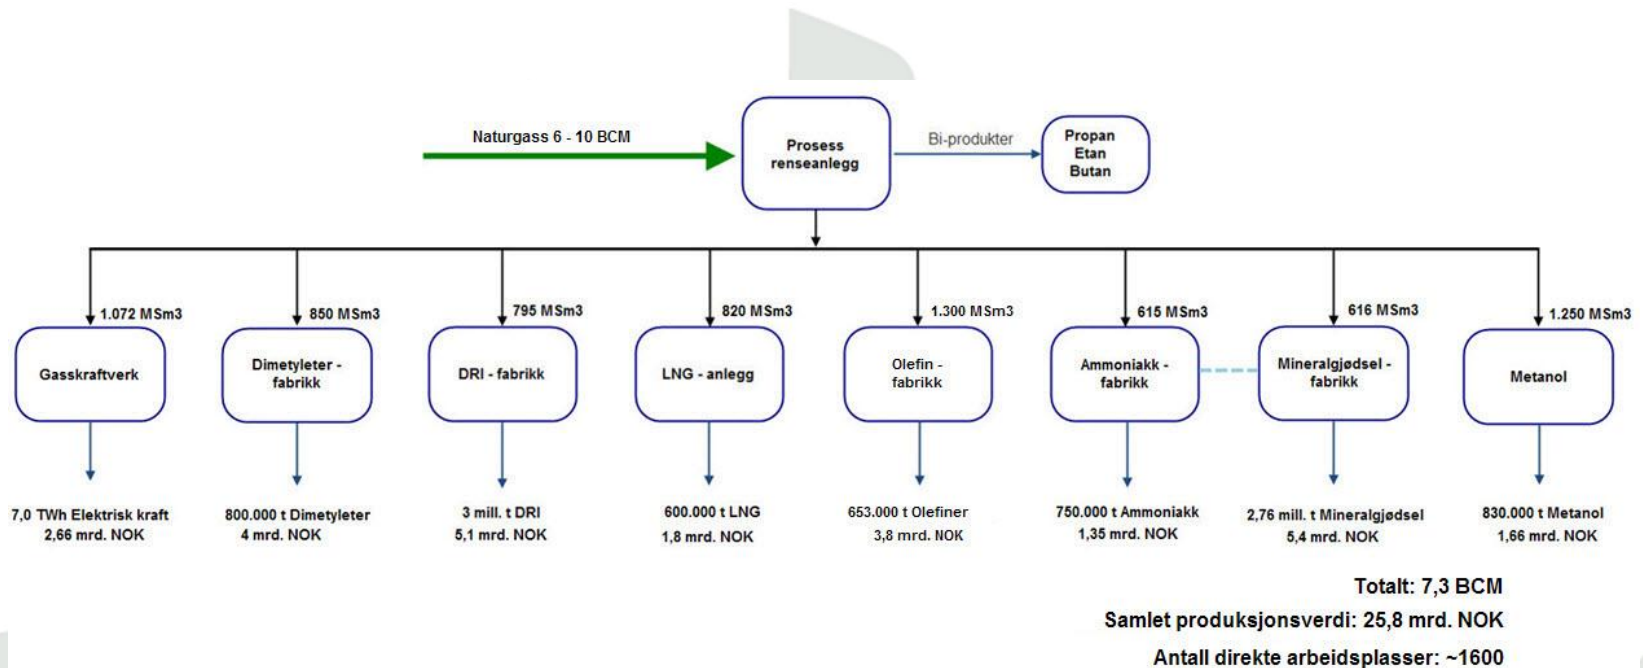 Naturgass 6 - 10 BCM
Prosess
renseanlegg
Bi-produkter
Propan
Etan
Butan
1.072 MSm3
850 MSm3
795 MSm3
820 MSm3
1.300 MSm3
615 MSm3
616 MSm3
1.250 MSm3
Gasskraftverk
Dimetyleter -
fabrikk
DRI - fabrikk
LNG - anlegg
Olefin -
fabrikk
Ammoniakk -
fabrikk
Mineralgjødsel -
fabrikk
Metanol
7,0 TWh Elektrisk kraft
2,66 mrd. NOK
800.000 t Dimetyleter
4 mrd. NOK
3 mill. t DRI
5,1 mrd. NOK
600.000 t LNG
1,8 mrd. NOK
653.000 t Olefiner
3,8 mrd. NOK
750.000 t Ammoniakk
1,35 mrd. NOK
2,76 mill. t Mineralgjødsel
5,4 mrd. NOK
830.000 t Metanol
1,66 mrd. NOK
Totalt: 7,3 BCM
Samlet produksjonsverdi: 25,8 mrd. NOK
Antall direkte arbeidsplasser: ~1600